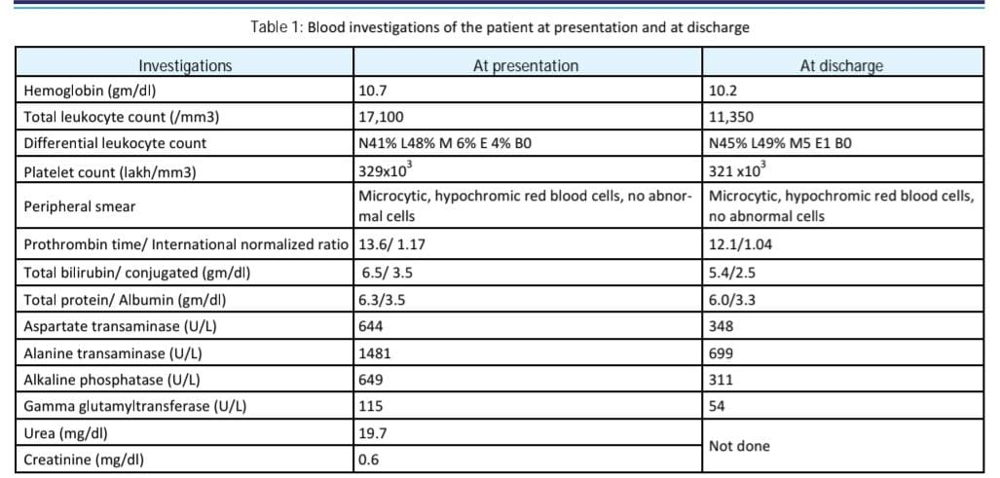 Table 1: Blood investigations of the patient at presentation and at discharge
Investigations At presentation At discharge
Hemoglobin (gm/dl) 10.7 10.2
Total leukocyte count (/mm3) 17,100 11,350
Differential leukocyte count N41% L48% M 6% E 4% B0 N45% L49% M5 E1 B0
Platelet count (lakh/mm3) 329x10³ 321 x10³
Peripheral smear Microcytic, hypochromic red blood cells, no abnor-
mal cells Microcytic, hypochromic red blood cells,
no abnormal cells
Prothrombin time/ International normalized ratio 13.6/ 1.17 12.1/1.04
Total bilirubin/ conjugated (gm/dl) 6.5/ 3.5 5.4/2.5
Total protein/ Albumin (gm/dl) 6.3/3.5 6.0/3.3
Aspartate transaminase (U/L) 644 348
Alanine transaminase (U/L) 1481 699
Alkaline phosphatase (U/L) 649 311
Gamma glutamyltransferase (U/L) 115 54
Urea (mg/dl) 19.7 Not done
Creatinine (mg/dl) 0.6